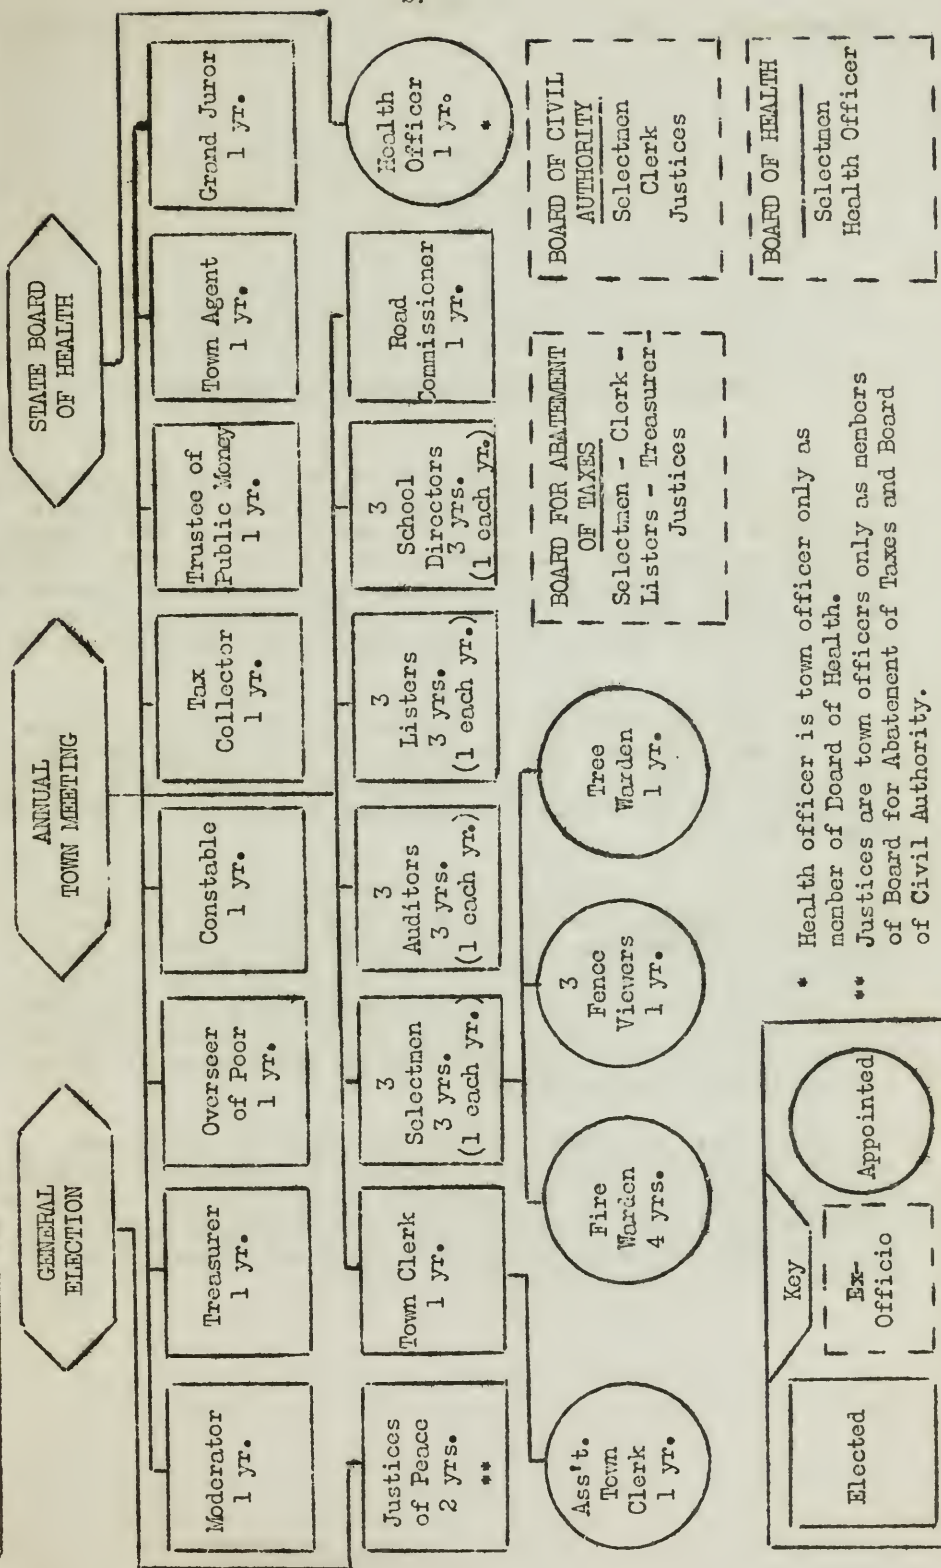 GENERAL
ELECTION
ANNUAL
TOWN MEETING
STATE BOARD
OF HEALTH
Moderator
1 yr.
Treasurer
1 yr.
Overseer
of Poor
1 yr.
Constable
1 yr.
Tax
Collector
1 yr.
Trustee of
Public Money
1 yr.
Town Agent
1 yr.
Grand Juror
1 yr.
Justices
of Peace
2 yrs.
**
Town Clerk
1 yr.
3
Selectmen
3 yrs.
(1 each yr.)
3
Auditors
3 yrs.
(1 each yr.)
3
Listers
3 yrs.
(1 each yr.)
3
School
Directors
3 yrs.
(1 each yr.)
Road
Commissioner
1 yr.
Health
Officer
1 yr.
*
Ass't.
Town
Clerk
1 yr.
Fire
Warden
4 yrs.
3
Fence
Viewers
1 yr.
Tree
Warden
1 yr.
BOARD FOR ABATEMENT
OF TAXES
Selectmen - Clerk -
Listers - Treasurer-
Justices
BOARD OF CIVIL
AUTHORITY
Selectmen
Clerk
Justices
BOARD OF HEALTH
Selectmen
Health Officer
Key
Elected
Ex-
Officio
Appointed
* Health officer is town officer only as
member of Board of Health.
** Justices are town officers only as members
of Board for Abatement of Taxes and Board
of Civil Authority.